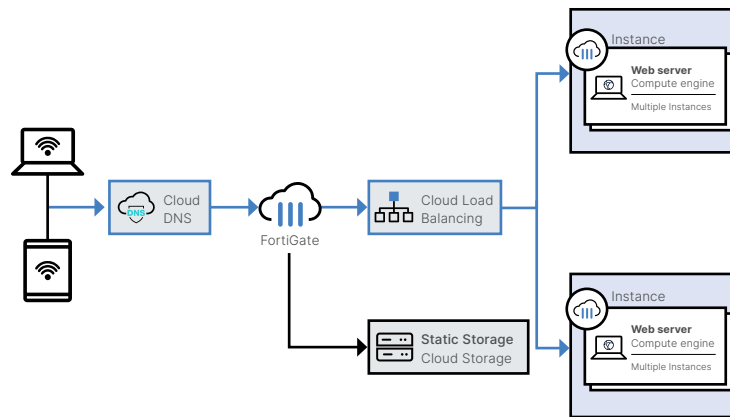 Instance
Web server
Compute engine
Multiple Instances
Cloud
DNS
DNS
FortiGate
Cloud Load
Balancing
Static Storage
Cloud Storage
Instance
Web server
Compute engine
Multiple Instances